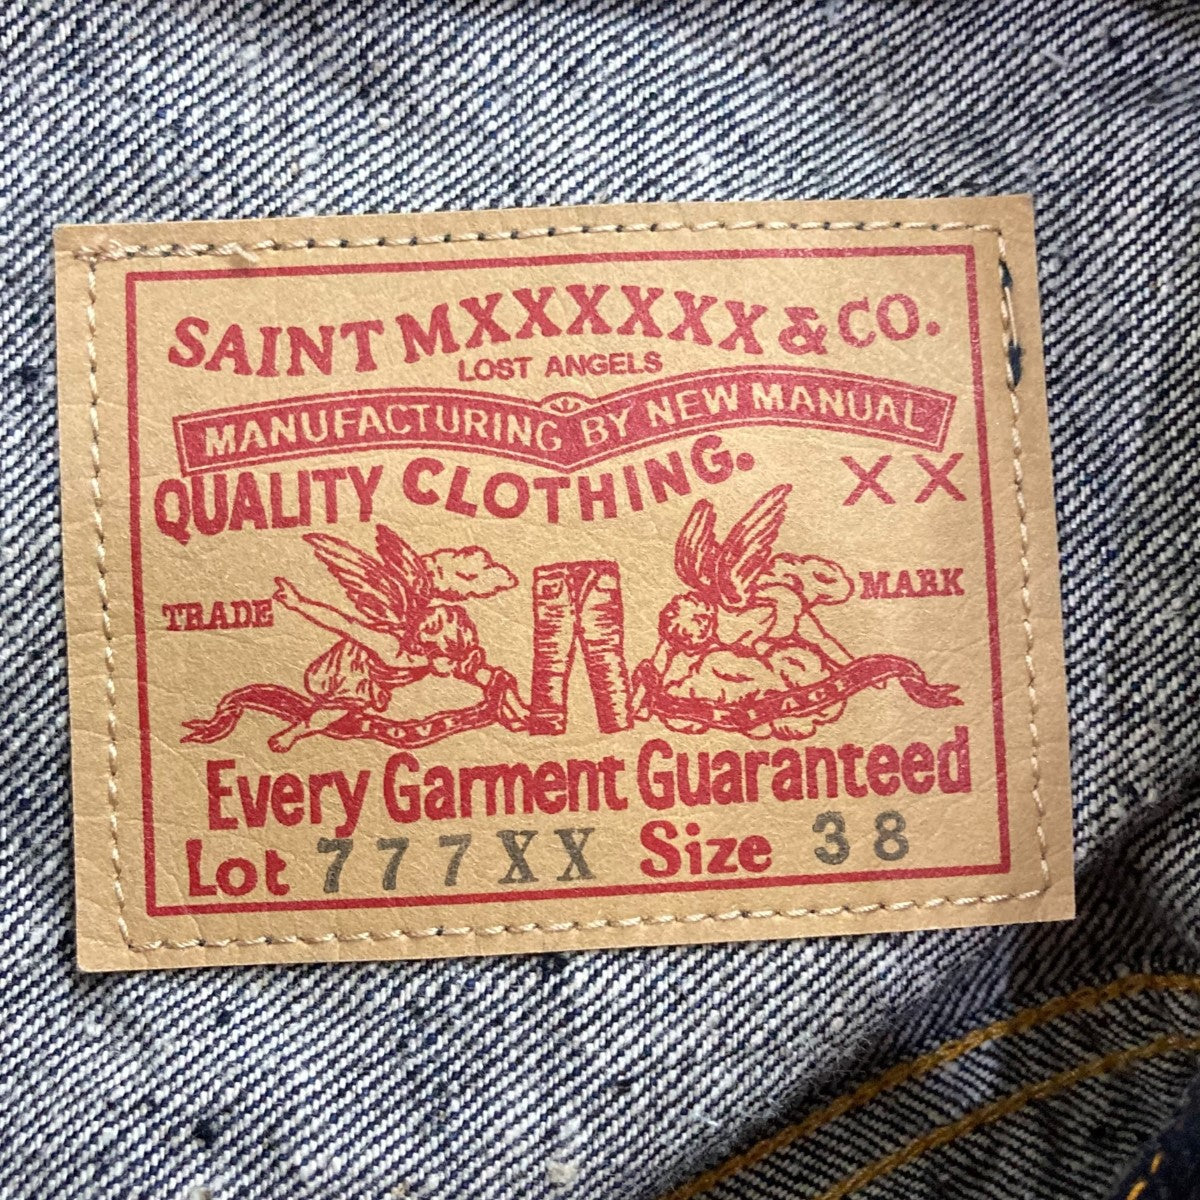 SAINT MXXXXXX & CO.
LOST ANGELS
MANUFACTURING BY NEW MANUAL
QUALITY CLOTHING.
XX
TRADE MARK
Every Garment Guaranteed
Lot 777XX Size 38